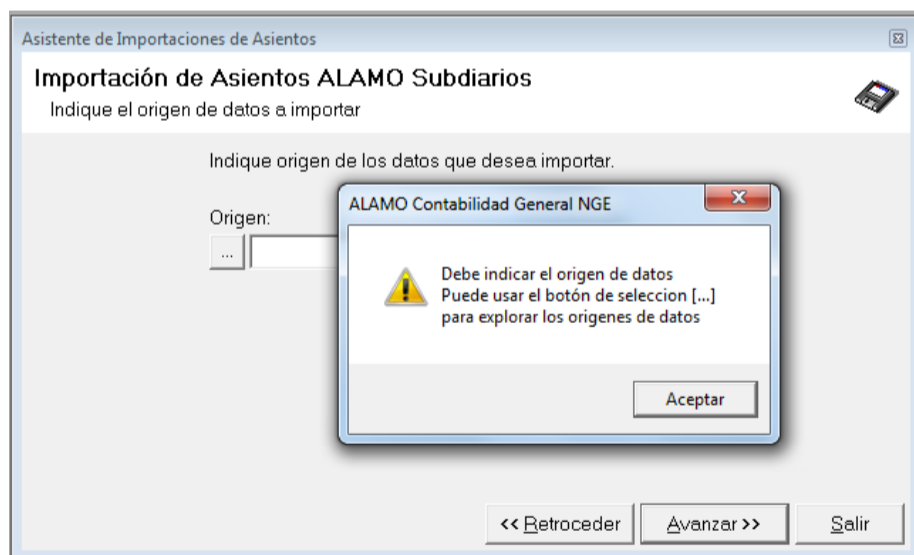 Asistente de Importaciones de Asientos
Importación de Asientos ALAMO Subdiarios
Indique el origen de datos a importar
Indique origen de los datos que desea importar.
ALAMO Contabilidad General NGE
Origen:
...
Debe indicar el origen de datos
Puede usar el botón de seleccion [...]
para explorar los origenes de datos
Aceptar
<< Retroceder
Avanzar >>
Salir